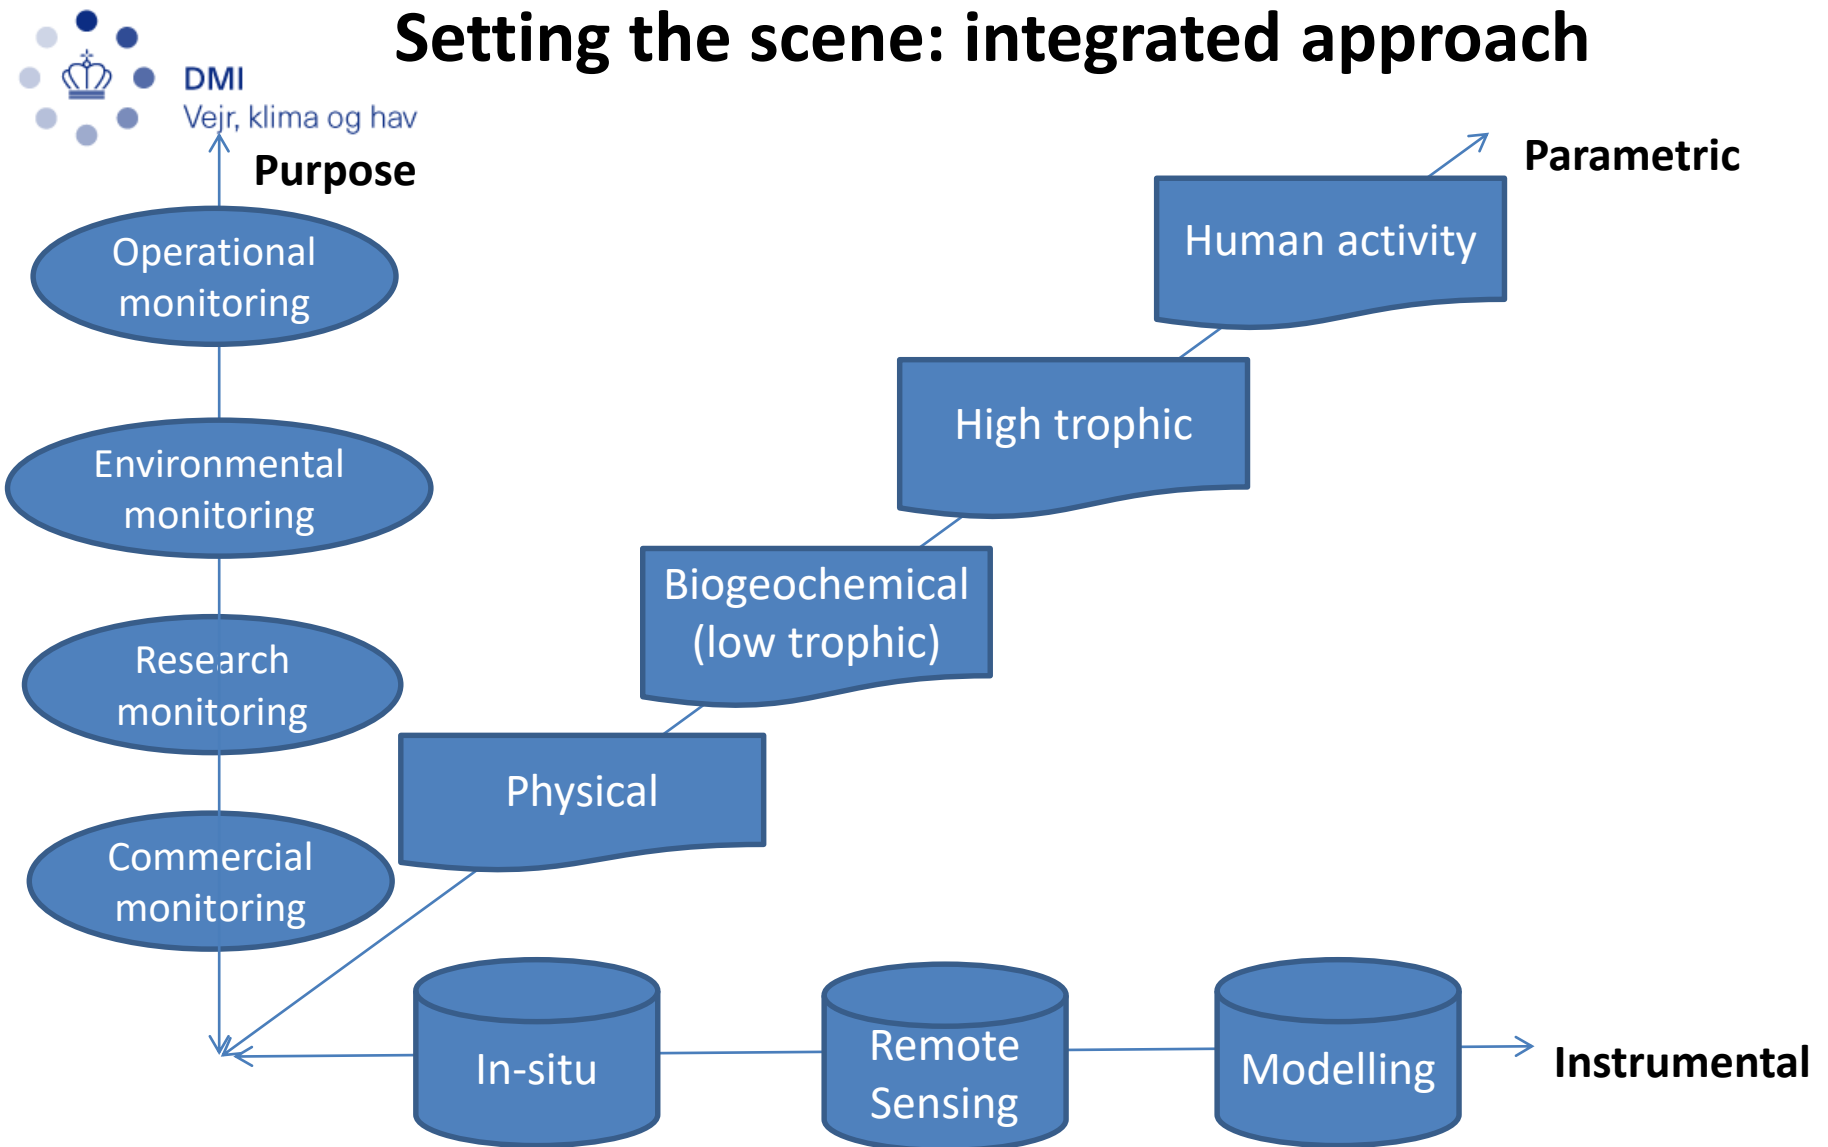 Setting the scene: integrated approach
DMI
Vejr, klima og hav
Purpose
Parametric
Operational
monitoring
Human activity
High trophic
Environmental
monitoring
Biogeochemical
(low trophic)
Research
monitoring
Physical
Commercial
monitoring
In-situ
Remote
Sensing
Modelling
Instrumental